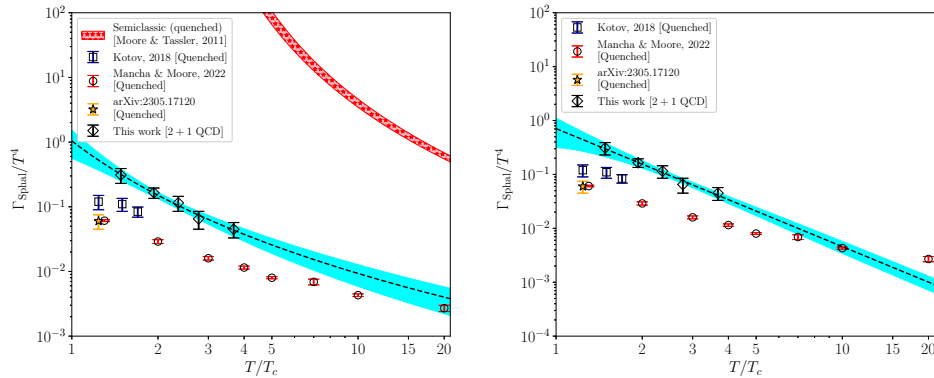 Semiclassic (quenched)
[Moore & Tassler, 2011]
Kotov, 2018 [Quenched]
Mancha & Moore, 2022
[Quenched]
arXiv:2305.17120
[Quenched]
This work [2 + 1 QCD]
10^4
10^2
10^1
10^0
10^{-1}
10^{-2}
10^{-3}
Γ_Sphal/T^4
1 2 3 4 5 10 15 20
T/T_c
Kotov, 2018 [Quenched]
Mancha & Moore, 2022
[Quenched]
arXiv:2305.17120
[Quenched]
This work [2 + 1 QCD]
10^4
10^2
10^1
10^0
10^{-1}
10^{-2}
10^{-3}
10^{-4}
Γ_Sphal/T^4
1 2 3 4 5 10 15 20
T/T_c